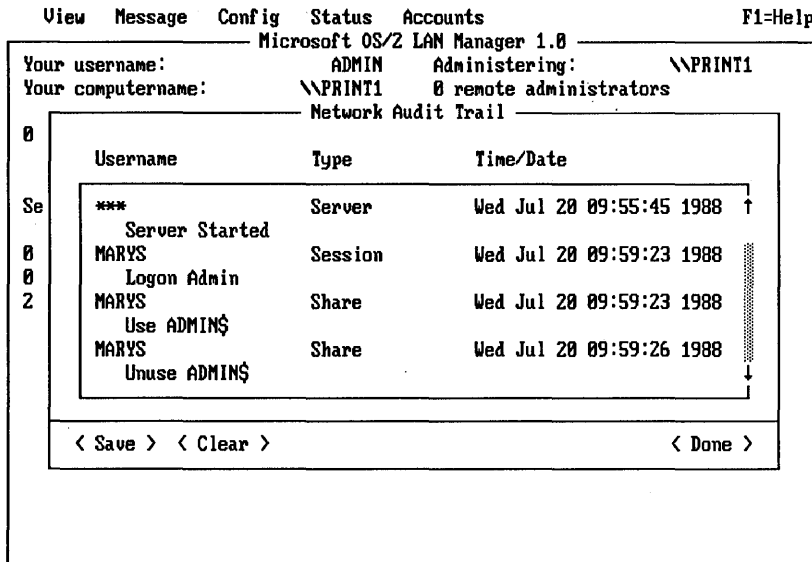 View Message Config Status Accounts F1=Help
Microsoft OS/2 LAN Manager 1.0
Your username: ADMIN Administering: \\PRINT1
Your computername: \\PRINT1 0 remote administrators
Network Audit Trail
0
Username Type Time/Date
Se *** Server Wed Jul 20 09:55:45 1988 ↑
Server Started
0 MARYS Session Wed Jul 20 09:59:23 1988
0 Logon Admin
2 MARYS Share Wed Jul 20 09:59:23 1988
Use ADMIN$
MARYS Share Wed Jul 20 09:59:26 1988
Unuse ADMIN$ ↓
< Save > < Clear > < Done >